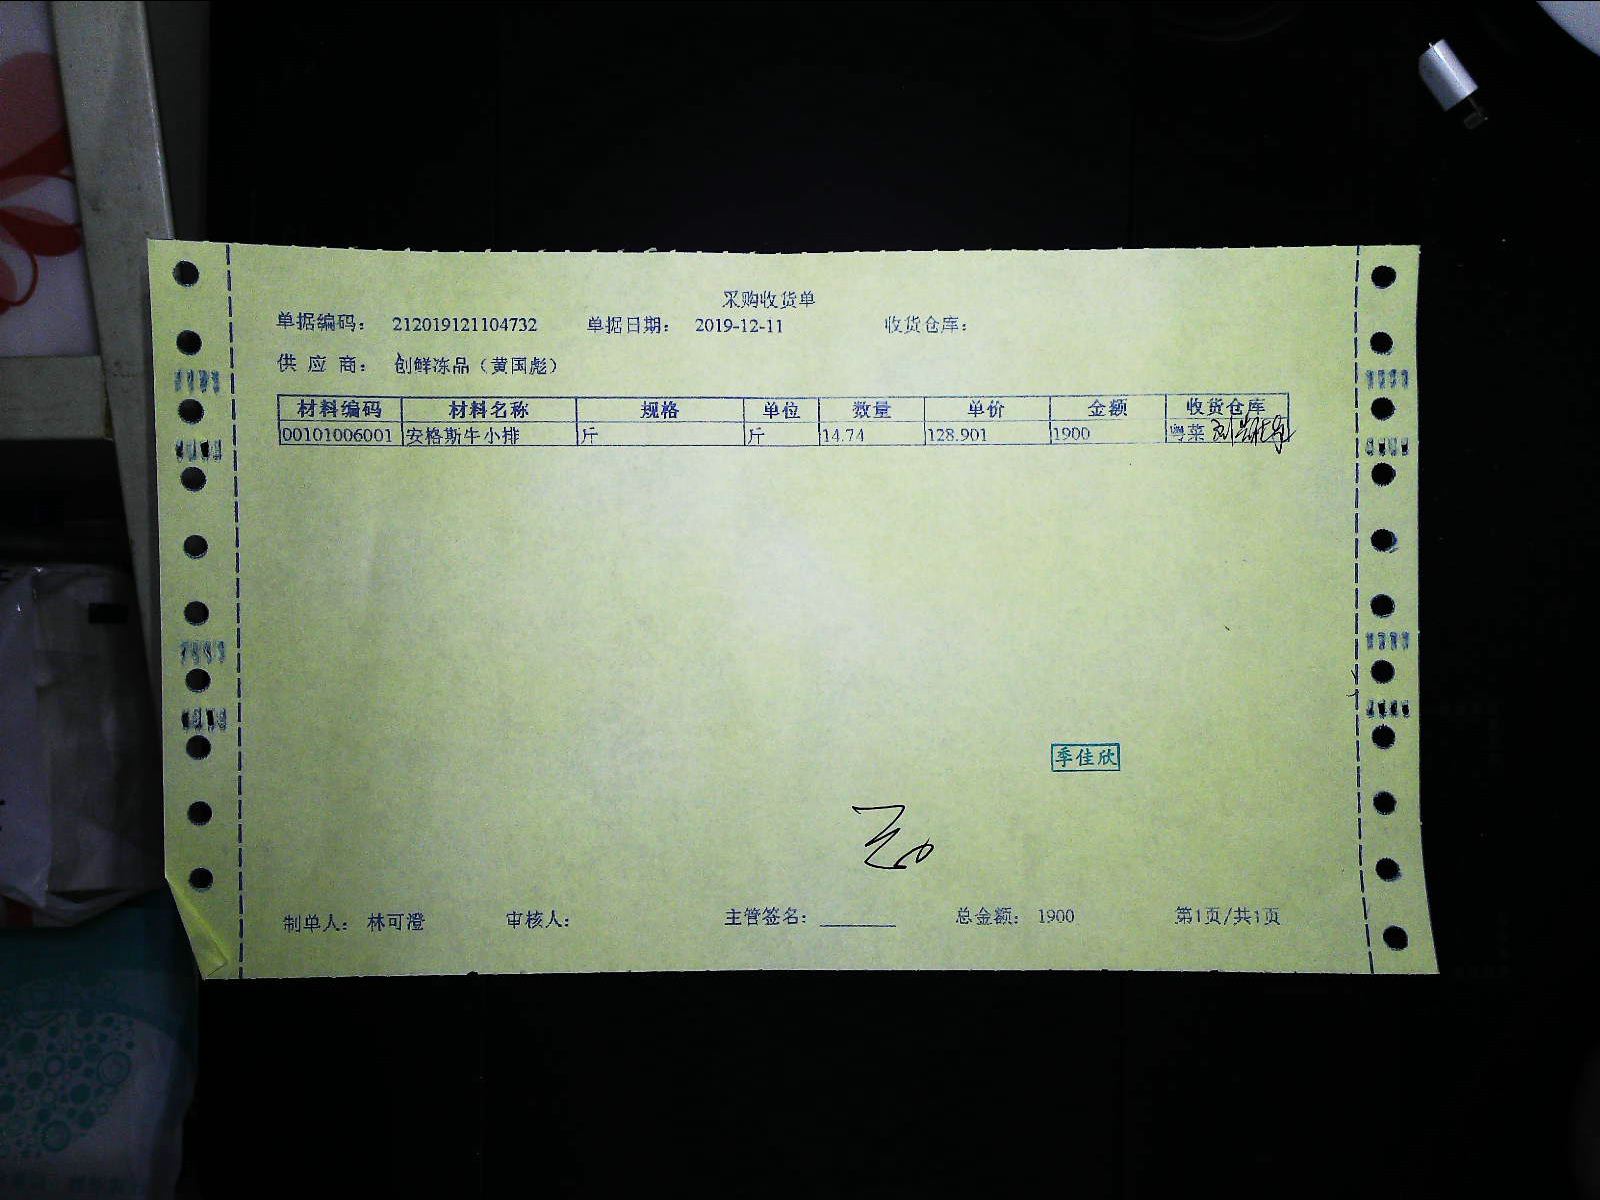 采购收货单
单据编码： 212019121104732 单据日期： 2019-12-11 收货仓库：
供 应 商： 创鲜冻品（黄国彪）
材料编码 材料名称 规格 单位 数量 单价 金额 收货仓库
00101006001 安格斯牛小排 斤 斤 14.74 128.901 1900 粤菜
季佳欣
制单人： 林可澄 审核人： 主管签名： 总金额： 1900 第1页/共1页